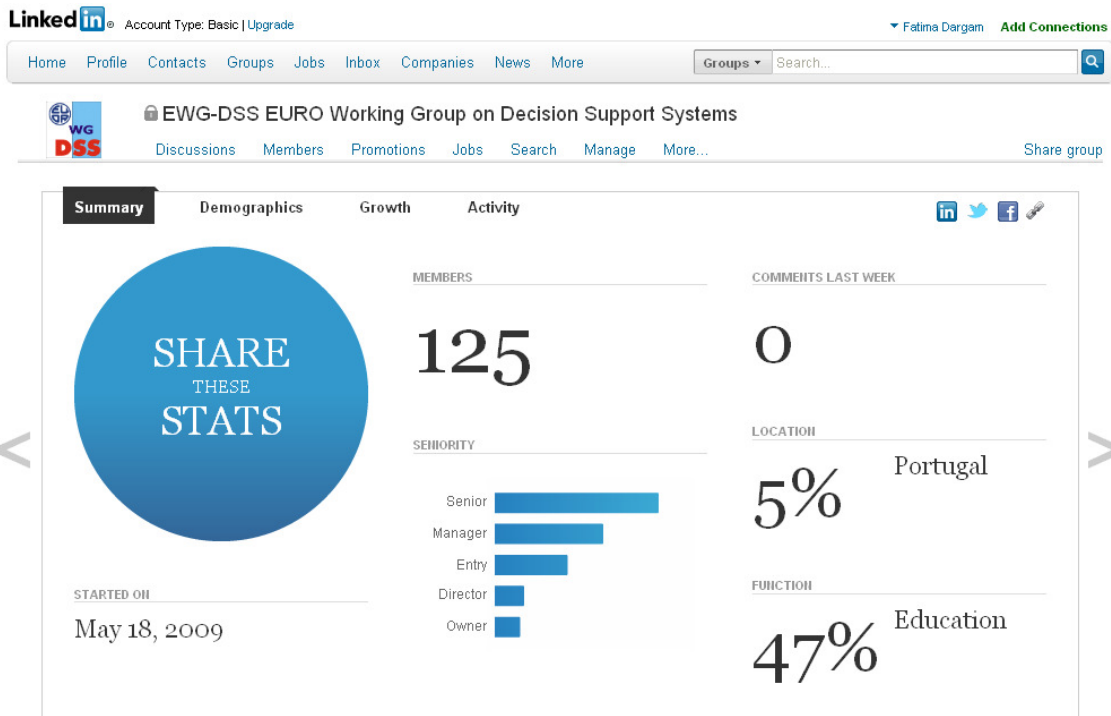 Linked in® Account Type: Basic | Upgrade
Fatima Dargam Add Connections
Home Profile Contacts Groups Jobs Inbox Companies News More
Groups Search...
EURO WG DSS
EWG-DSS EURO Working Group on Decision Support Systems
Discussions Members Promotions Jobs Search Manage More...
Share group
Summary Demographics Growth Activity
in f
SHARE
THESE
STATS
STARTED ON
May 18, 2009
MEMBERS
125
SENIORITY
Senior
Manager
Entry
Director
Owner
COMMENTS LAST WEEK
0
LOCATION
5% Portugal
FUNCTION
47% Education